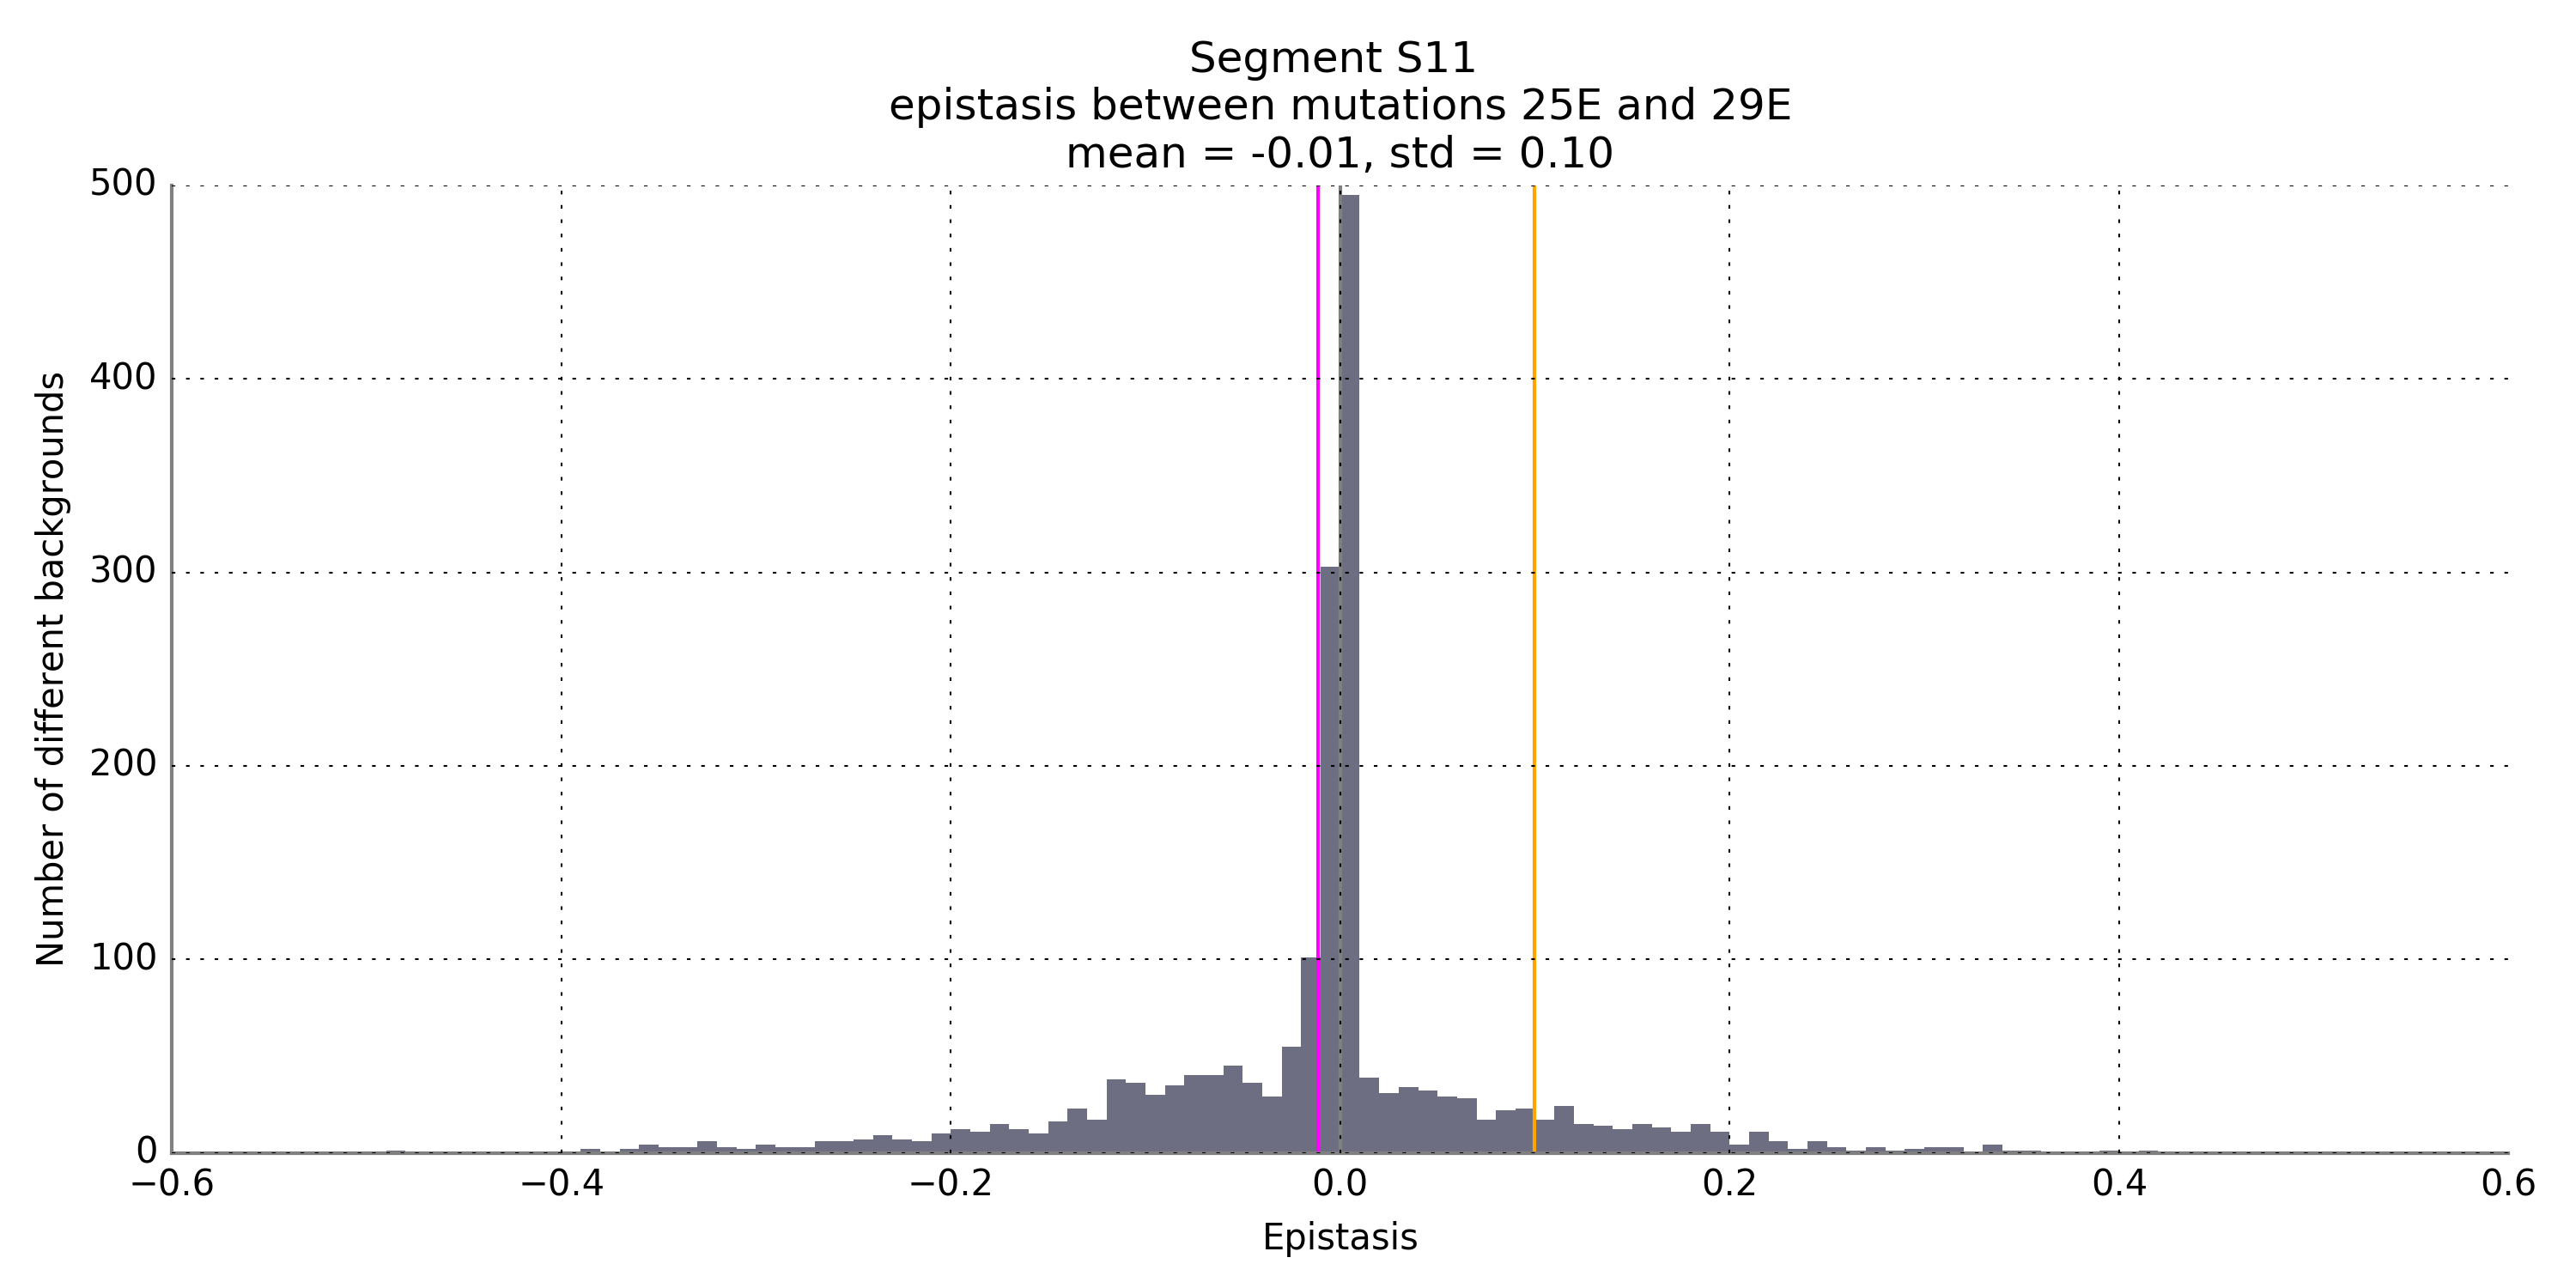 Segment S11
epistasis between mutations 25E and 29E
mean = -0.01, std = 0.10
500
400
300
200
100
0
Number of different backgrounds
−0.6 −0.4 −0.2 0.0 0.2 0.4 0.6
Epistasis